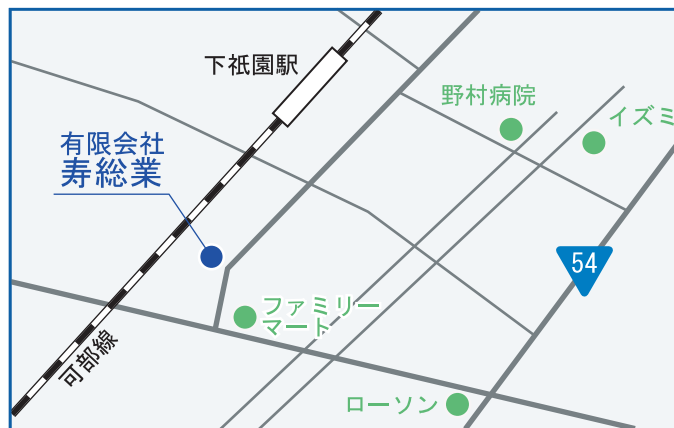 下祇園駅
野村病院
イズミ
有限会社
寿総業
54
ファミリー
マート
可部線
ローソン